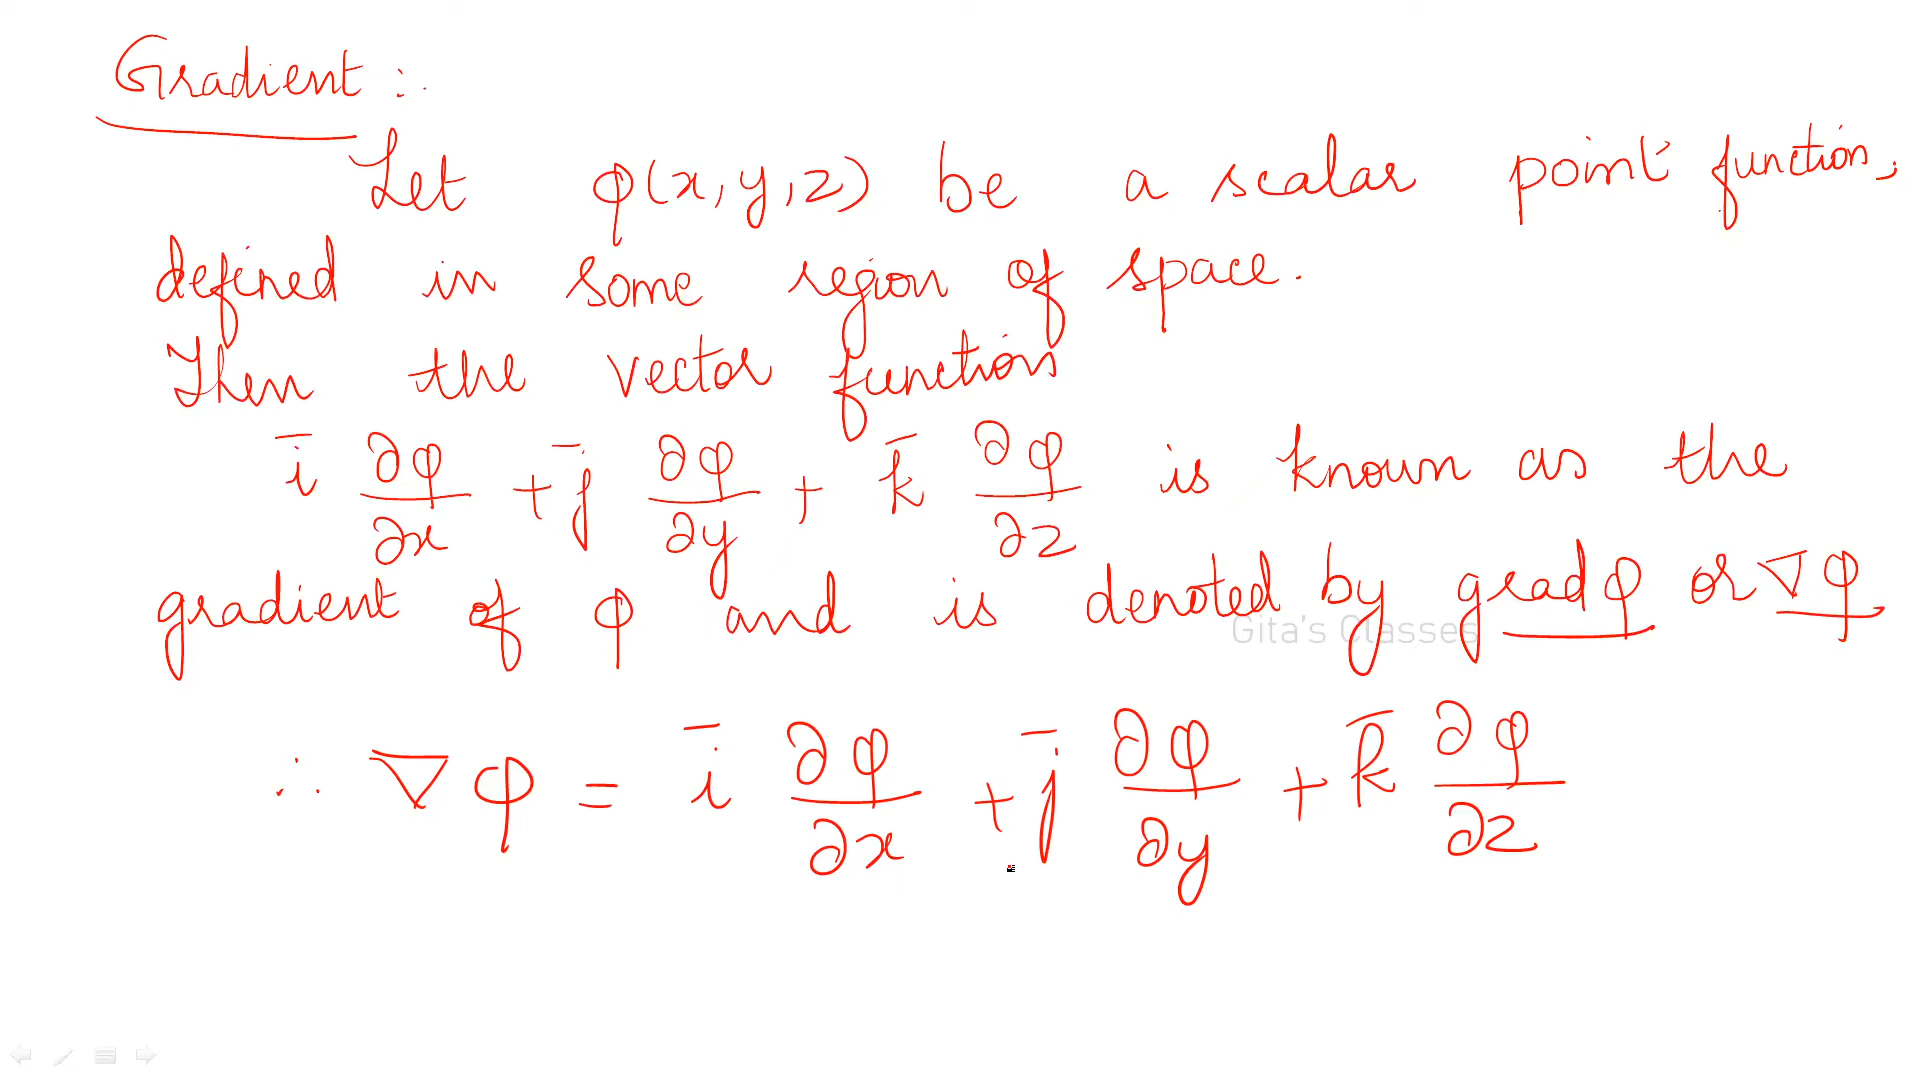 Gradient :.
Let φ(x,y,z) be a scalar point function,
defined in some region of space.
Then the vector function
i̅ ∂φ/∂x + j̅ ∂φ/∂y + k̅ ∂φ/∂z is known as the
gradient of φ and is denoted by grad φ or ∇φ
Gita's Classes
∴ ∇φ = i̅ ∂φ/∂x + j̅ ∂φ/∂y + k̅ ∂φ/∂z